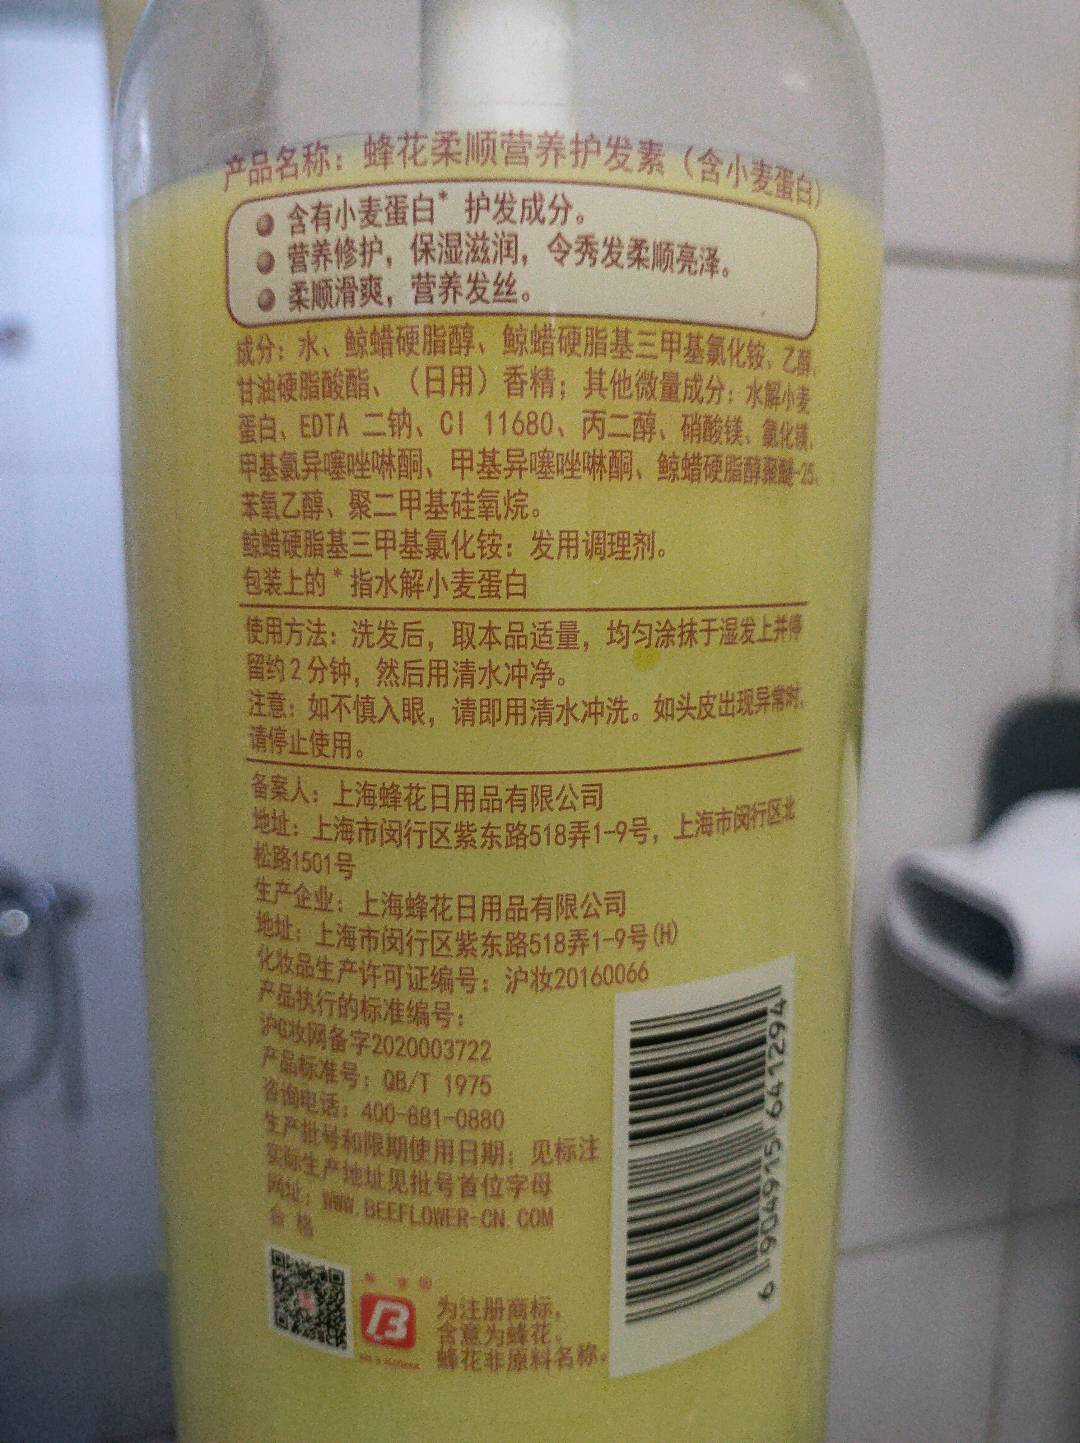 产品名称：蜂花柔顺营养护发素（含小麦蛋白）
含有小麦蛋白* 护发成分。
营养修护，保湿滋润，令秀发柔顺亮泽。
柔顺滑爽，营养发丝。
成分：水、鲸蜡硬脂醇、鲸蜡硬脂基三甲基氯化铵、乙醇、
甘油硬脂酸酯、（日用）香精；其他微量成分：水解小麦
蛋白、EDTA 二钠、CI 11680、丙二醇、硝酸镁、氯化镁、
甲基氯异噻唑啉酮、甲基异噻唑啉酮、鲸蜡硬脂醇聚醚-25、
苯氧乙醇、聚二甲基硅氧烷。
鲸蜡硬脂基三甲基氯化铵：发用调理剂。
包装上的 * 指水解小麦蛋白
使用方法：洗发后，取本品适量，均匀涂抹于湿发上并停
留约2分钟，然后用清水冲净。
注意：如不慎入眼，请即用清水冲洗。如头皮出现异常时，
请停止使用。
备案人：上海蜂花日用品有限公司
地址：上海市闵行区紫东路518弄1-9号，上海市闵行区北
松路1501号
生产企业：上海蜂花日用品有限公司
地址：上海市闵行区紫东路518弄1-9号(H)
化妆品生产许可证编号：沪妆20160066
产品执行的标准编号：
沪G妆网备字2020003722
产品标准号：QB/T 1975
咨询电话：400-881-0880
生产批号和限期使用日期：见标注
实际生产地址见批号首位字母
网址：WWW.BEEFLOWER-CN.COM
合格
B
为注册商标，
含意为蜂花。
蜂花非原料名称。
6 904915 641294